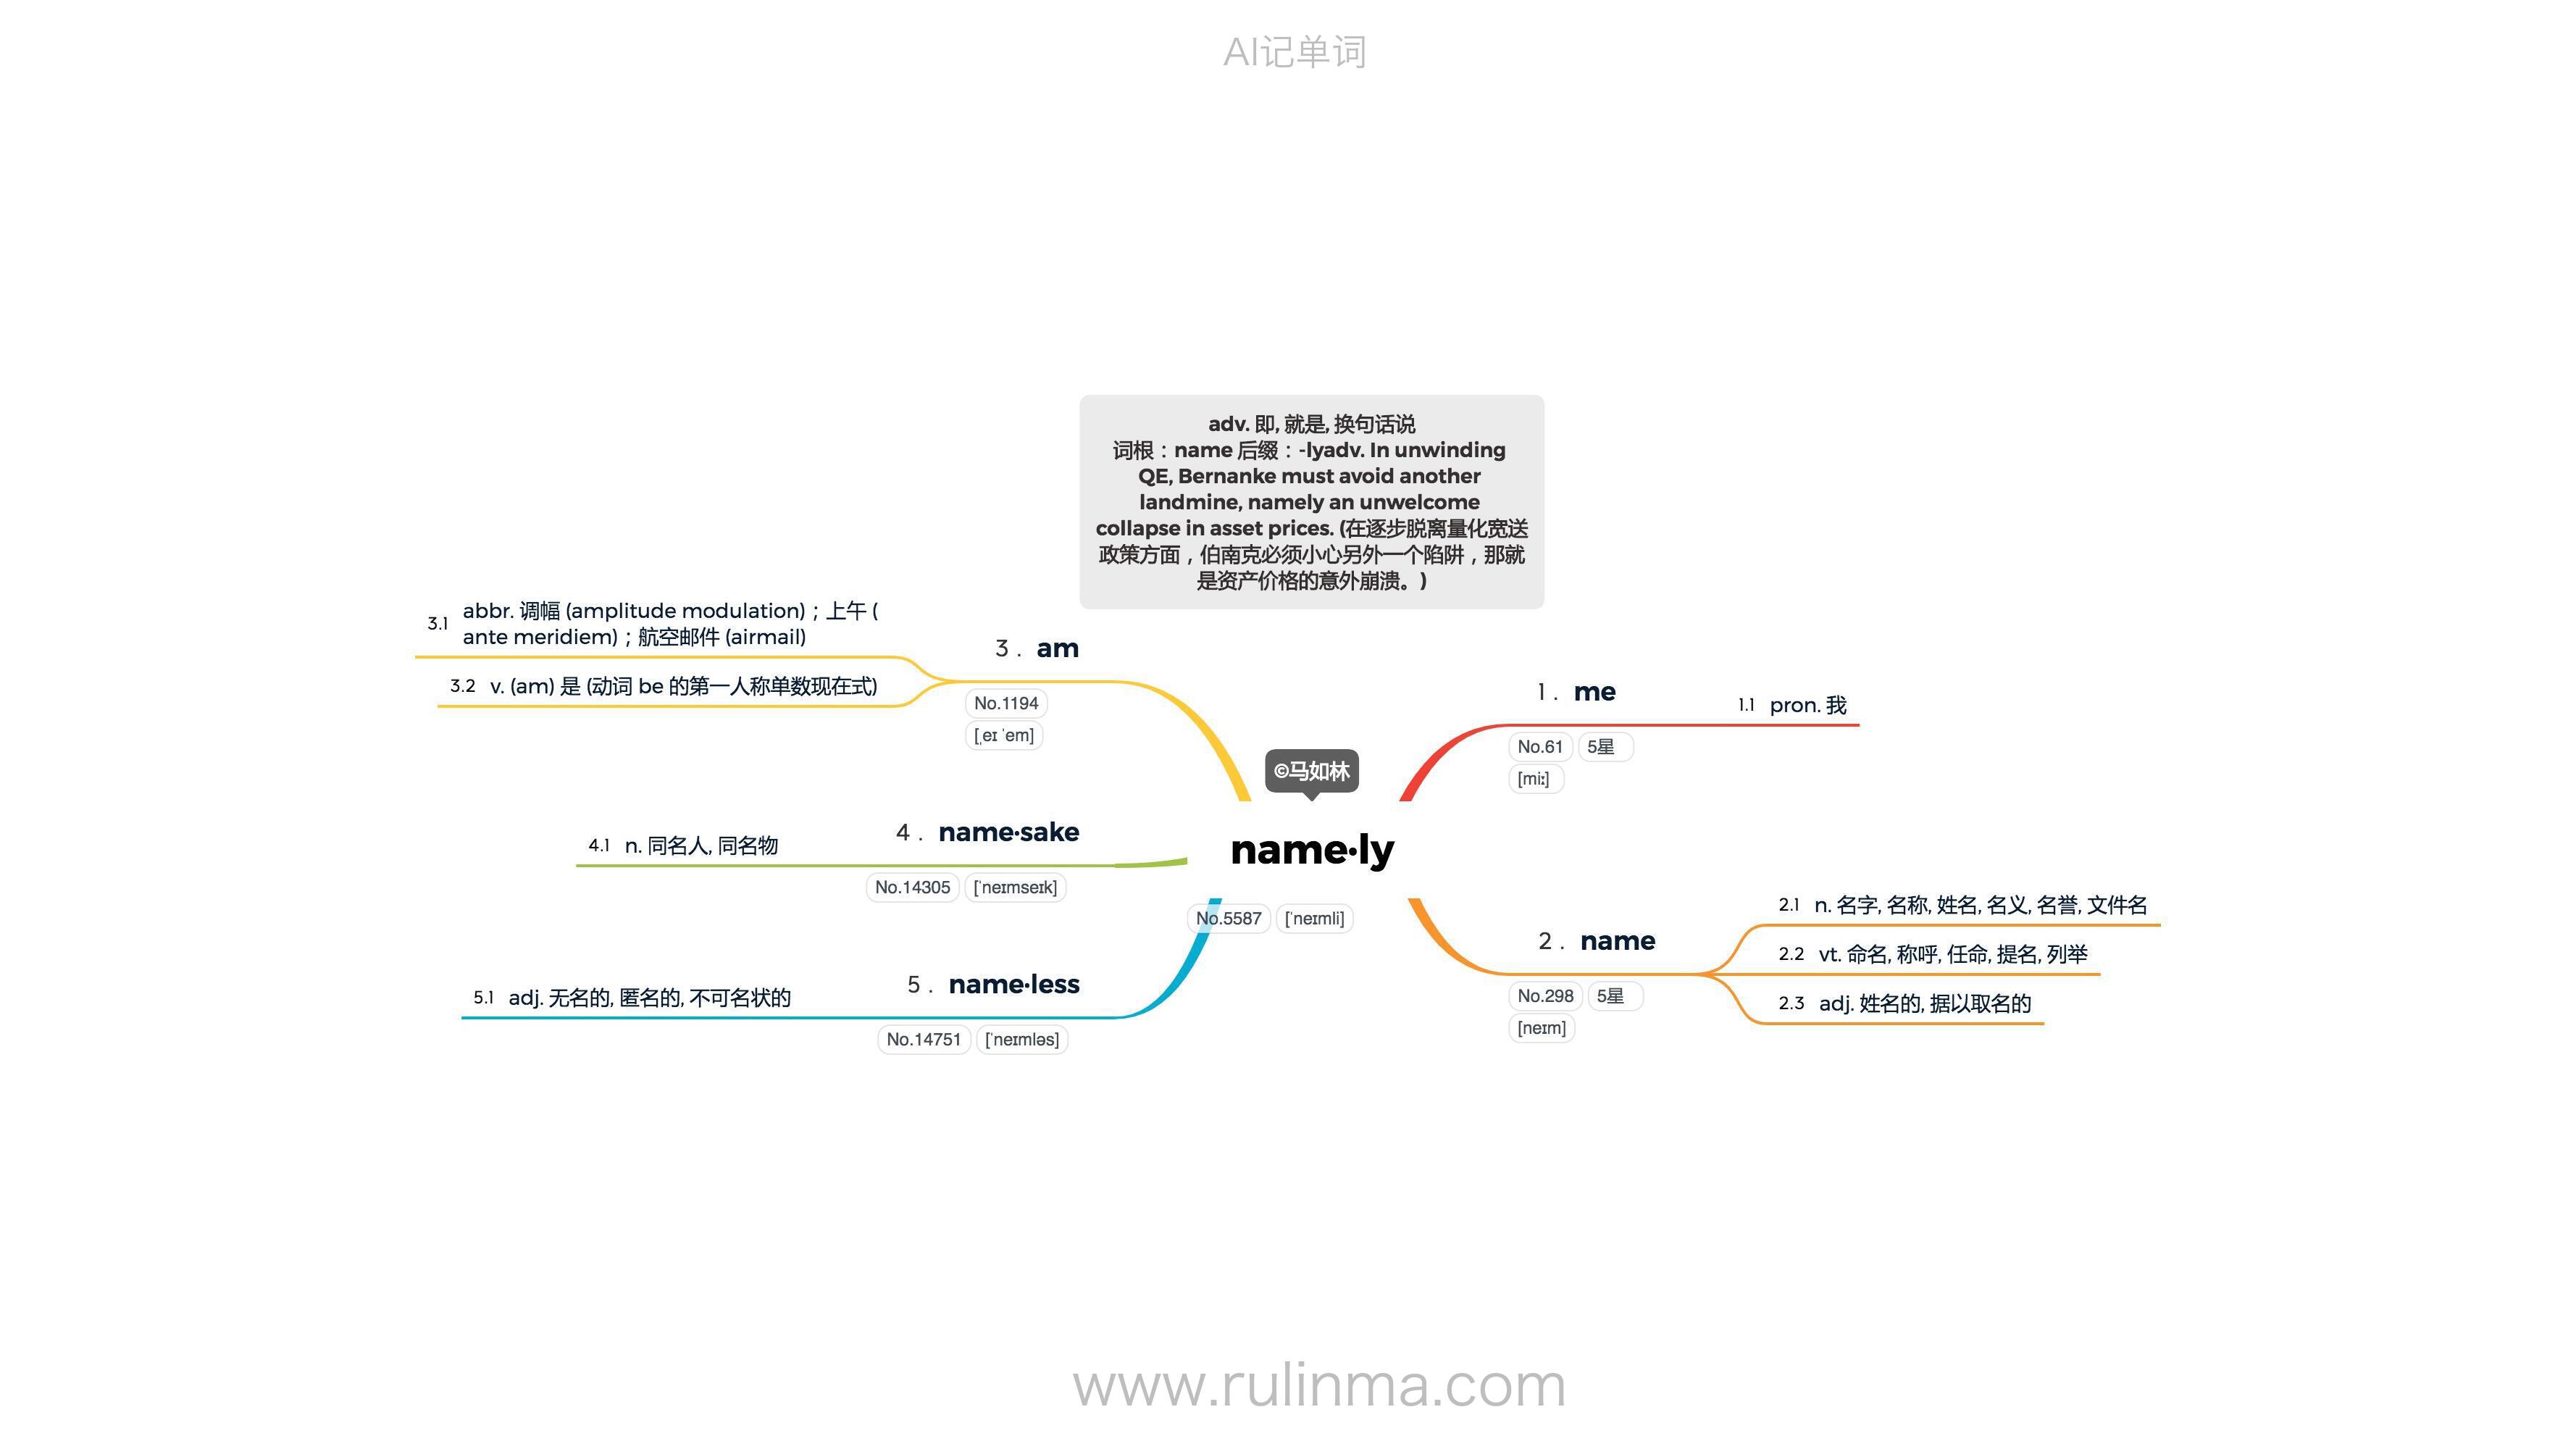 AI记单词
adv. 即, 就是, 换句话说
词根：name 后缀：-lyadv. In unwinding
QE, Bernanke must avoid another
landmine, namely an unwelcome
collapse in asset prices. (在逐步脱离量化宽送
政策方面，伯南克必须小心另外一个陷阱，那就
是资产价格的意外崩溃。)
©马如林
name·ly
No.5587 [ˈneɪmli]
1． me
No.61 5星
[miː]
1.1 pron. 我
2． name
No.298 5星
[neɪm]
2.1 n. 名字, 名称, 姓名, 名义, 名誉, 文件名
2.2 vt. 命名, 称呼, 任命, 提名, 列举
2.3 adj. 姓名的, 据以取名的
3． am
No.1194
[ˌeɪ ˈem]
3.1 abbr. 调幅 (amplitude modulation)；上午 (
ante meridiem)；航空邮件 (airmail)
3.2 v. (am) 是 (动词 be 的第一人称单数现在式)
4． name·sake
No.14305 [ˈneɪmseɪk]
4.1 n. 同名人, 同名物
5． name·less
No.14751 [ˈneɪmləs]
5.1 adj. 无名的, 匿名的, 不可名状的
www.rulinma.com